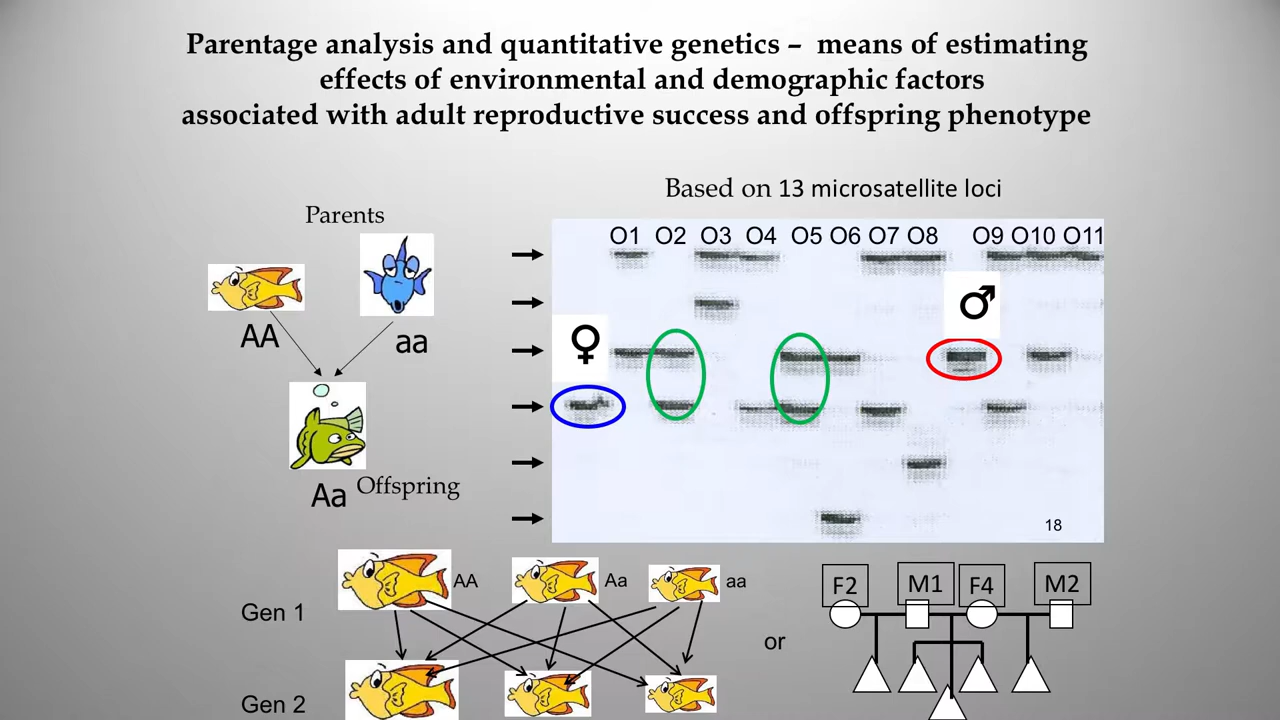 Parentage analysis and quantitative genetics – means of estimating
effects of environmental and demographic factors
associated with adult reproductive success and offspring phenotype
Based on 13 microsatellite loci
Parents
AA
aa
Aa
Offspring
O1 O2 O3 O4 O5 O6 O7 O8 O9 O10 O11
♀
♂
18
Gen 1
AA
Aa
aa
Gen 2
or
F2
M1
F4
M2